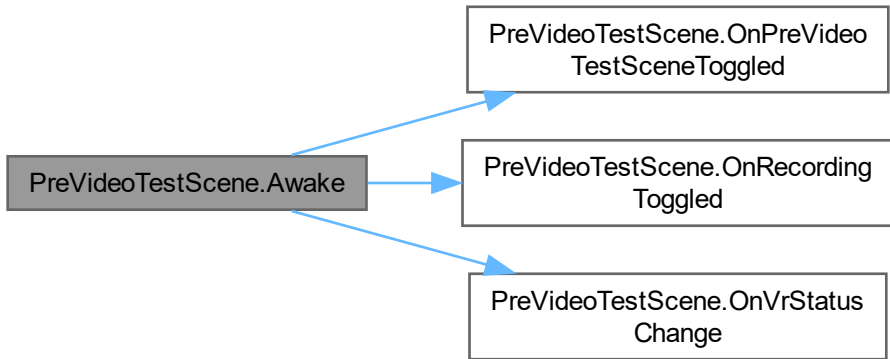 PreVideoTestScene.OnPreVideo
TestSceneToggled
PreVideoTestScene.Awake
PreVideoTestScene.OnRecording
Toggled
PreVideoTestScene.OnVrStatus
Change